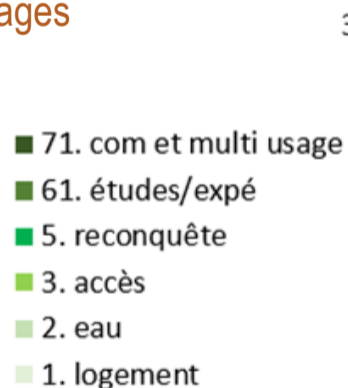 ages
71. com et multi usage
61. études/expé
5. reconquête
3. accès
2. eau
1. logement